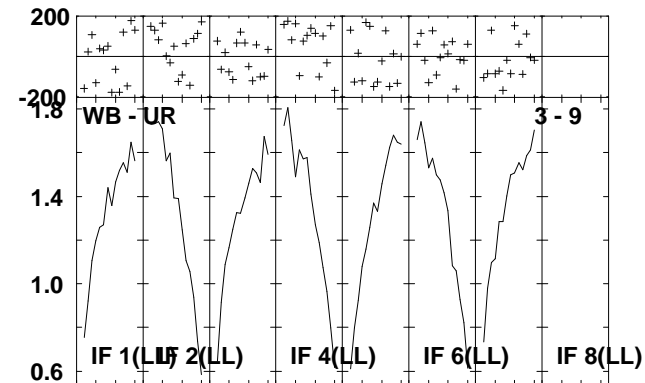 200
-200
1.8
WB - UR
3 - 9
1.4
1.0
0.6
IF 1(LL)
IF 2(LL)
IF 4(LL)
IF 6(LL)
IF 8(LL)